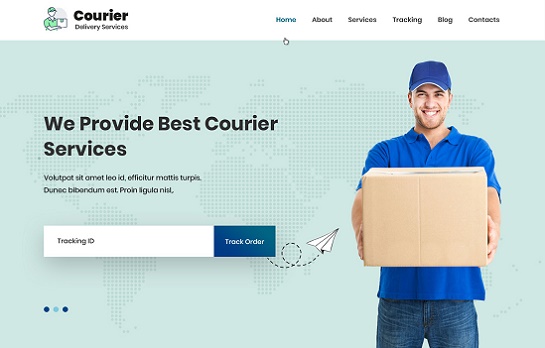 Courier
Delivery Services
Home About Services Tracking Blog Contacts
We Provide Best Courier
Services
Volutpat sit amet lea id, efficitur mattis turpis.
Dunec bibendum est. Proin ligula nisl,
Tracking ID
Track Order